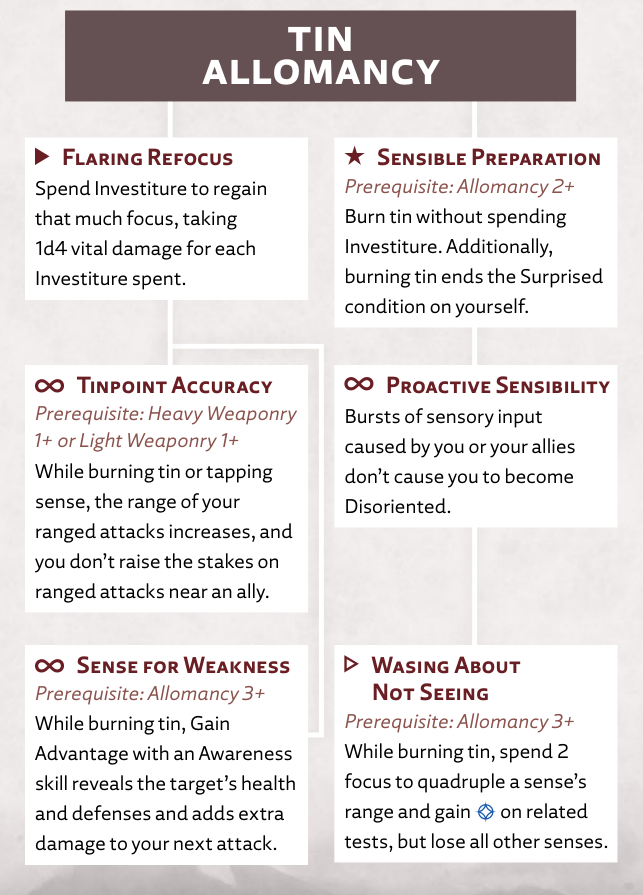 TIN
ALLOMANCY
Flaring Refocus
Spend Investiture to regain
that much focus, taking
1d4 vital damage for each
Investiture spent.
Sensible Preparation
Prerequisite: Allomancy 2+
Burn tin without spending
Investiture. Additionally,
burning tin ends the Surprised
condition on yourself.
Tinpoint Accuracy
Prerequisite: Heavy Weaponry
1+ or Light Weaponry 1+
While burning tin or tapping
sense, the range of your
ranged attacks increases, and
you don’t raise the stakes on
ranged attacks near an ally.
Proactive Sensibility
Bursts of sensory input
caused by you or your allies
don’t cause you to become
Disoriented.
Sense for Weakness
Prerequisite: Allomancy 3+
While burning tin, Gain
Advantage with an Awareness
skill reveals the target’s health
and defenses and adds extra
damage to your next attack.
Wasing About
Not Seeing
Prerequisite: Allomancy 3+
While burning tin, spend 2
focus to quadruple a sense’s
range and gain on related
tests, but lose all other senses.